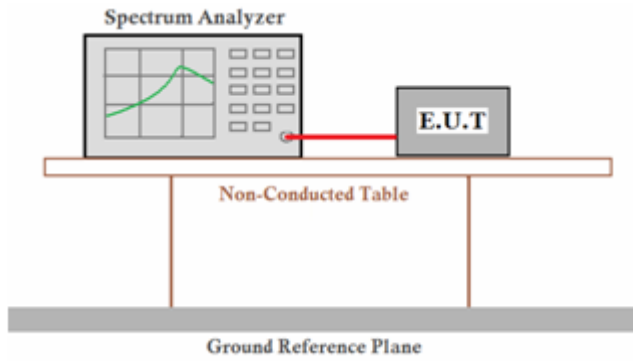 Spectrum Analyzer
E.U.T
Non-Conducted Table
Ground Reference Plane